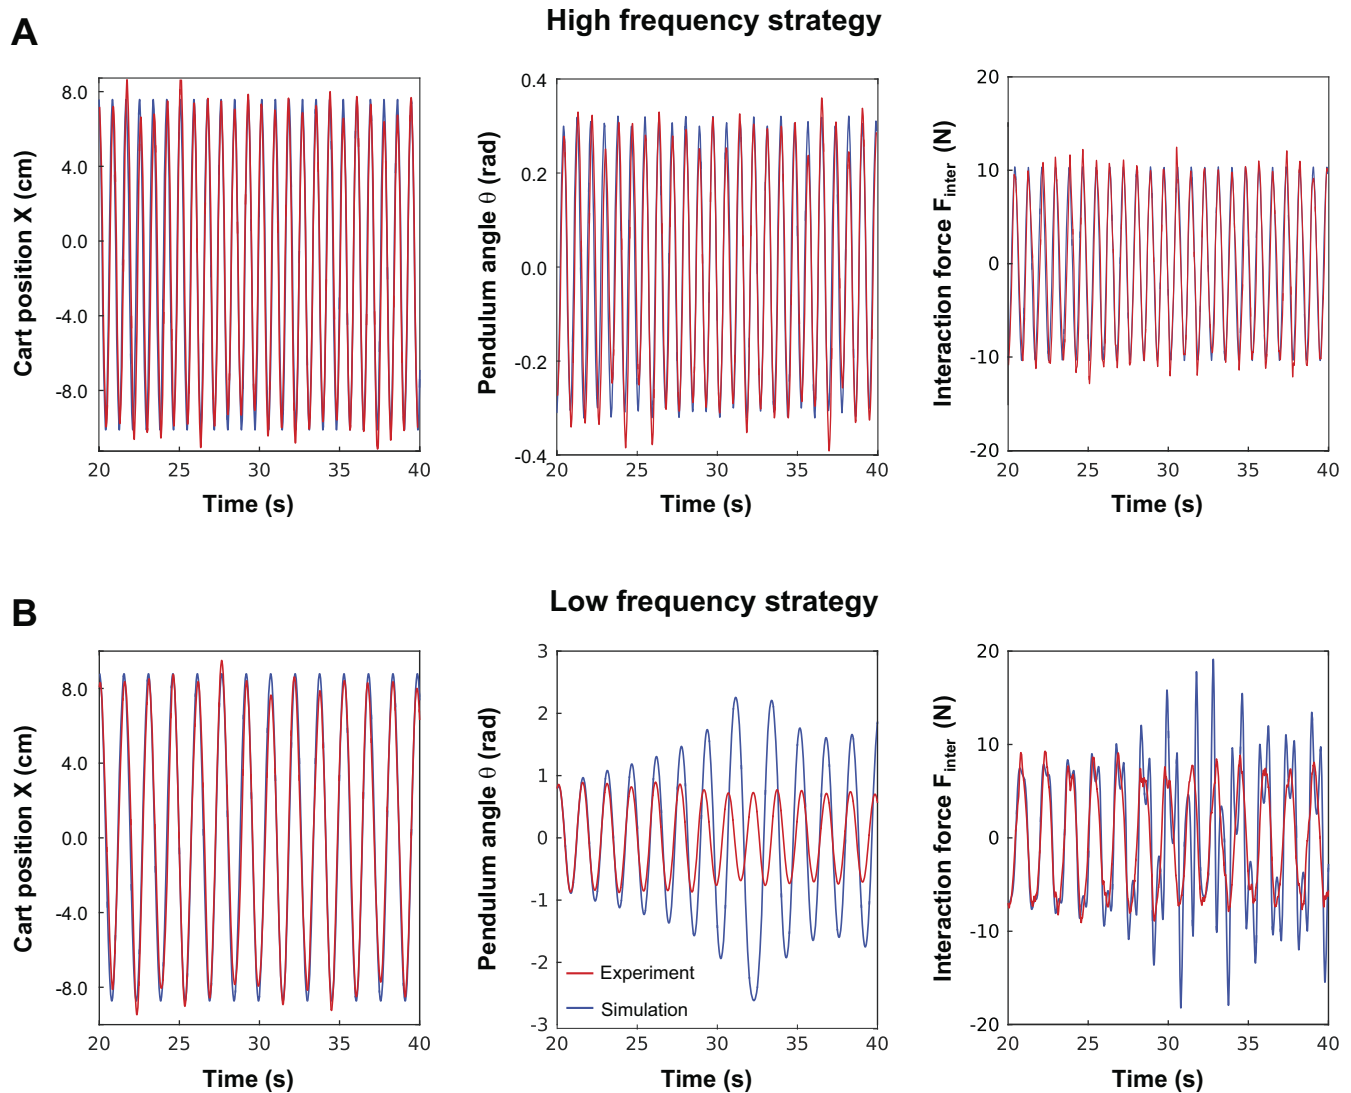 A
High frequency strategy
Cart position X (cm)
8.0
4.0
0.0
-4.0
-8.0
20 25 30 35 40
Time (s)
Pendulum angle θ (rad)
0.4
0.2
0.0
-0.2
-0.4
20 25 30 35 40
Time (s)
Interaction force Finter (N)
20
10
0
-10
-20
20 25 30 35 40
Time (s)
B
Low frequency strategy
Cart position X (cm)
8.0
4.0
0.0
-4.0
-8.0
20 25 30 35 40
Time (s)
Pendulum angle θ (rad)
3
2
1
0
-1
-2
-3
Experiment
Simulation
20 25 30 35 40
Time (s)
Interaction force Finter (N)
20
10
0
-10
-20
20 25 30 35 40
Time (s)